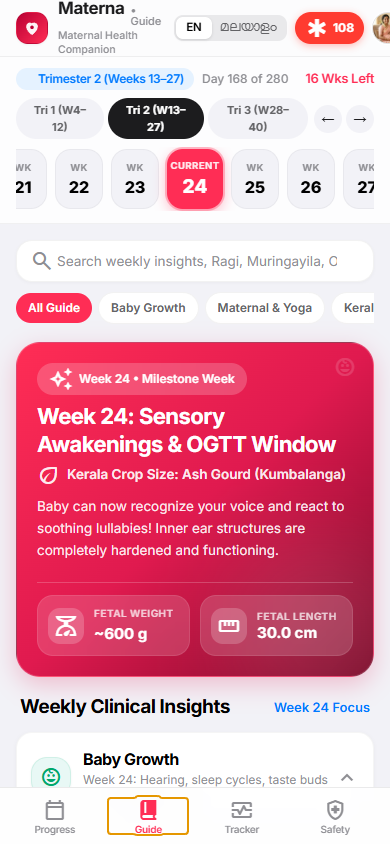 Materna •
Guide
Maternal Health
Companion
EN മലയാളം
108
Trimester 2 (Weeks 13–27) Day 168 of 280 16 Wks Left
Tri 1 (W4–
12)
Tri 2 (W13–
27)
Tri 3 (W28–
40)
← →
WK
21
WK
22
WK
23
CURRENT
24
WK
25
WK
26
WK
27
Search weekly insights, Ragi, Muringayila, O
All Guide Baby Growth Maternal & Yoga Keral
Week 24 • Milestone Week
Week 24: Sensory
Awakenings & OGTT Window
Kerala Crop Size: Ash Gourd (Kumbalanga)
Baby can now recognize your voice and react to
soothing lullabies! Inner ear structures are
completely hardened and functioning.
FETAL WEIGHT
~600 g
FETAL LENGTH
30.0 cm
Weekly Clinical Insights Week 24 Focus
Baby Growth
Week 24: Hearing, sleep cycles, taste buds
Progress Guide Tracker Safety